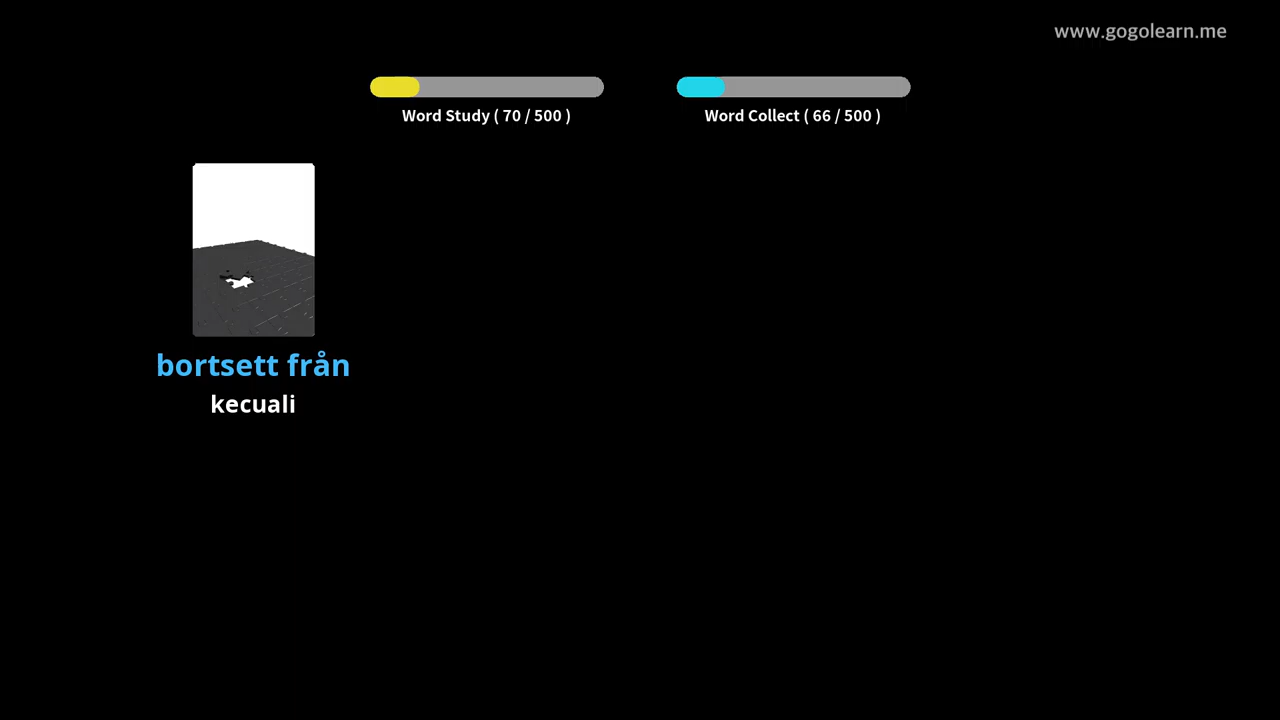 www.gogolearn.me
Word Study ( 70 / 500 )
Word Collect ( 66 / 500 )
bortsett från
kecuali